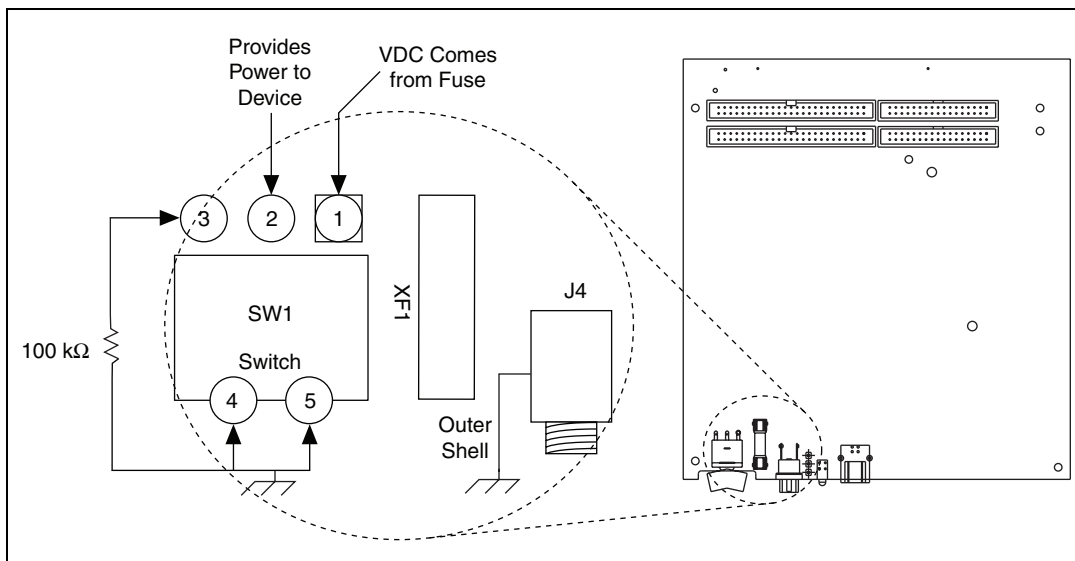 Provides
Power to
Device
VDC Comes
from Fuse
3
2
1
SW1
Switch
4
5
XF1
J4
100 kΩ
Outer
Shell